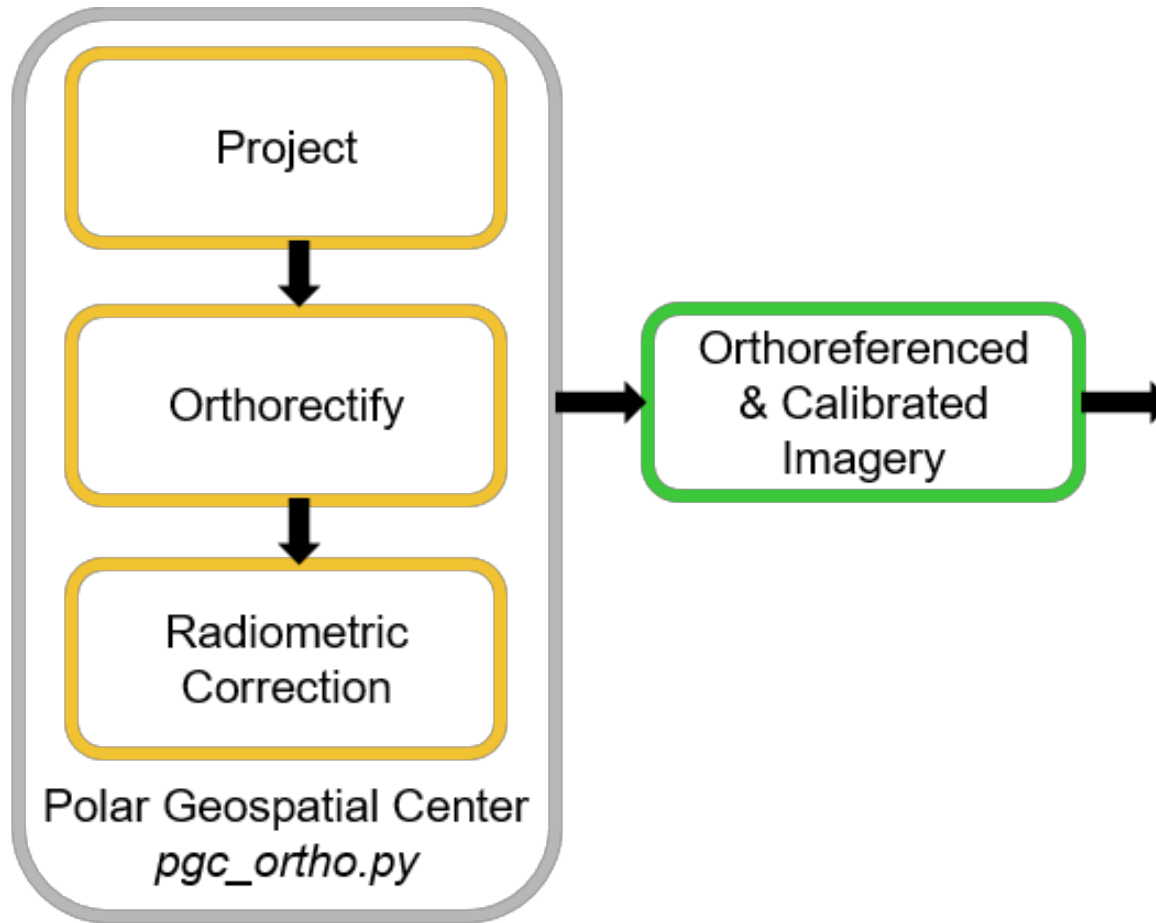 Project
Orthorectify
Radiometric
Correction
Polar Geospatial Center
pgc_ortho.py
Orthoreferenced
& Calibrated
Imagery